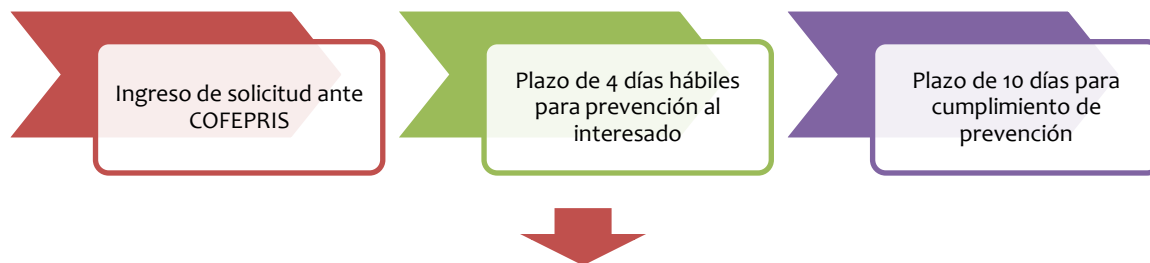 Ingreso de solicitud ante
COFEPRIS
Plazo de 4 días hábiles
para prevención al
interesado
Plazo de 10 días para
cumplimiento de
prevención